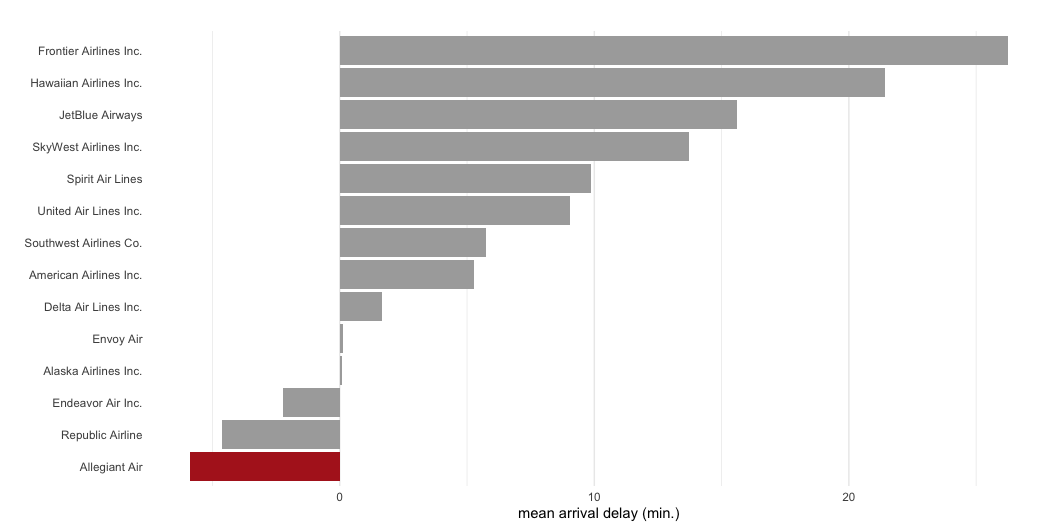 Frontier Airlines Inc.
Hawaiian Airlines Inc.
JetBlue Airways
SkyWest Airlines Inc.
Spirit Air Lines
United Air Lines Inc.
Southwest Airlines Co.
American Airlines Inc.
Delta Air Lines Inc.
Envoy Air
Alaska Airlines Inc.
Endeavor Air Inc.
Republic Airline
Allegiant Air
0 10 20
mean arrival delay (min.)